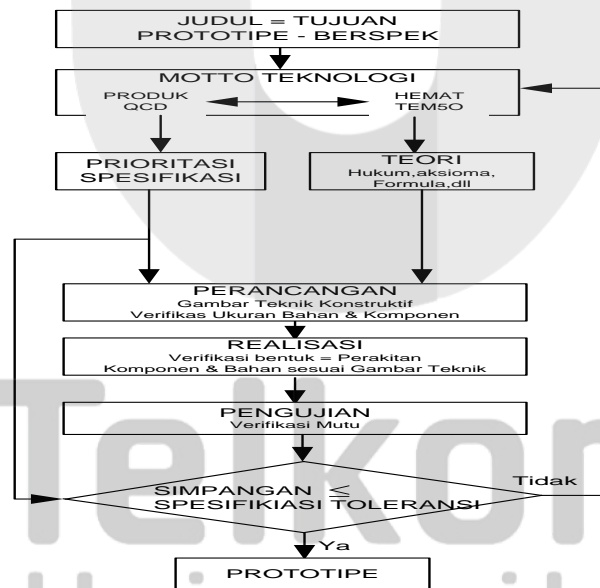 JUDUL = TUJUAN
PROTOTIPE - BERSPEK
MOTTO TEKNOLOGI
PRODUK
QCD
HEMAT
TEM5O
PRIORITASI
SPESIFIKASI
TEORI
Hukum,aksioma,
Formula,dll
PERANCANGAN
Gambar Teknik Konstruktif
Verifikas Ukuran Bahan & Komponen
REALISASI
Verifikasi bentuk = Perakitan
Komponen & Bahan sesuai Gambar Teknik
PENGUJIAN
Verifikasi Mutu
SIMPANGAN ≤
SPESIFIKIASI TOLERANSI
Tidak
Ya
PROTOTIPE
Telkom